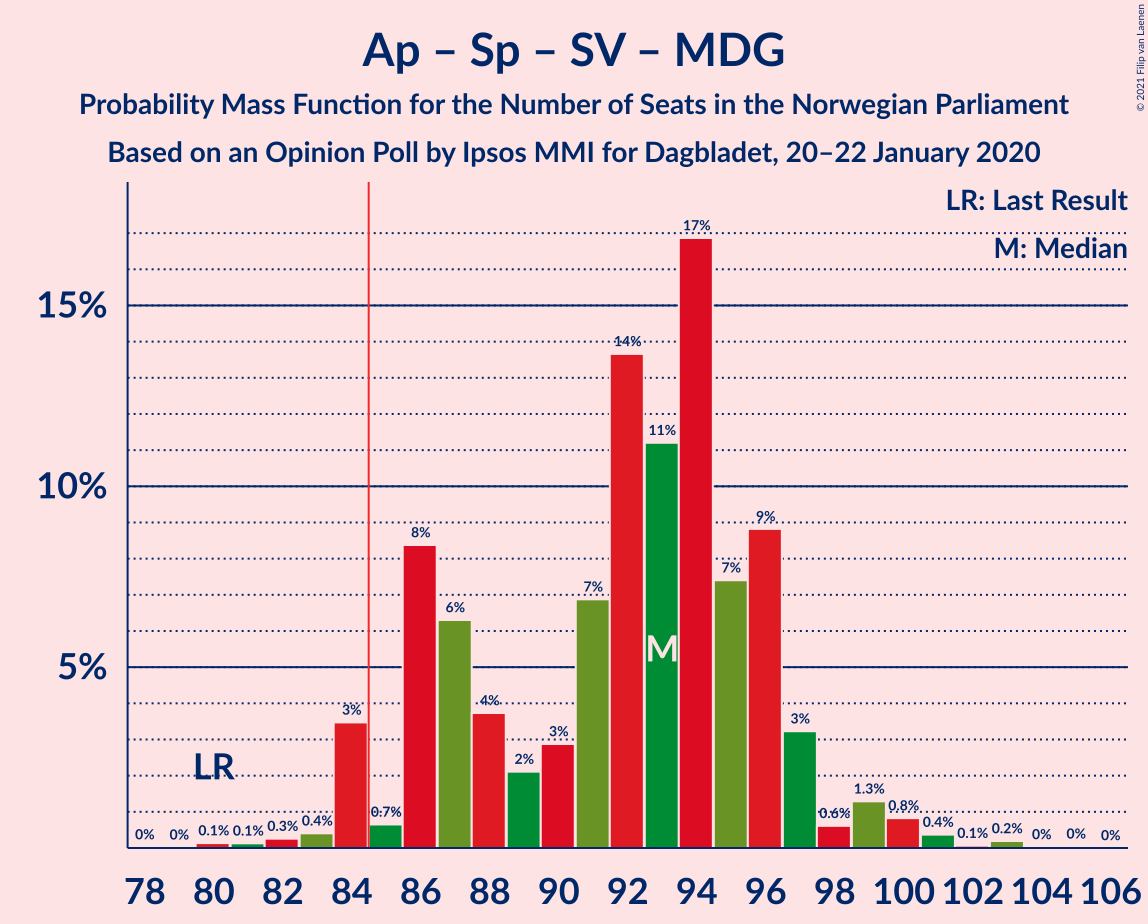 Ap – Sp – SV – MDG
Probability Mass Function for the Number of Seats in the Norwegian Parliament
Based on an Opinion Poll by Ipsos MMI for Dagbladet, 20–22 January 2020
© 2021 Filip van Laenen
LR: Last Result
M: Median
15%
10%
5%
0% 0% 0.1% 0.1% 0.3% 0.4% 3% 0.7% 8% 6% 4% 2% 3% 7% 14% 11% 17% 7% 9% 3% 0.6% 1.3% 0.8% 0.4% 0.1% 0.2% 0% 0% 0%
LR
M
78 80 82 84 86 88 90 92 94 96 98 100 102 104 106